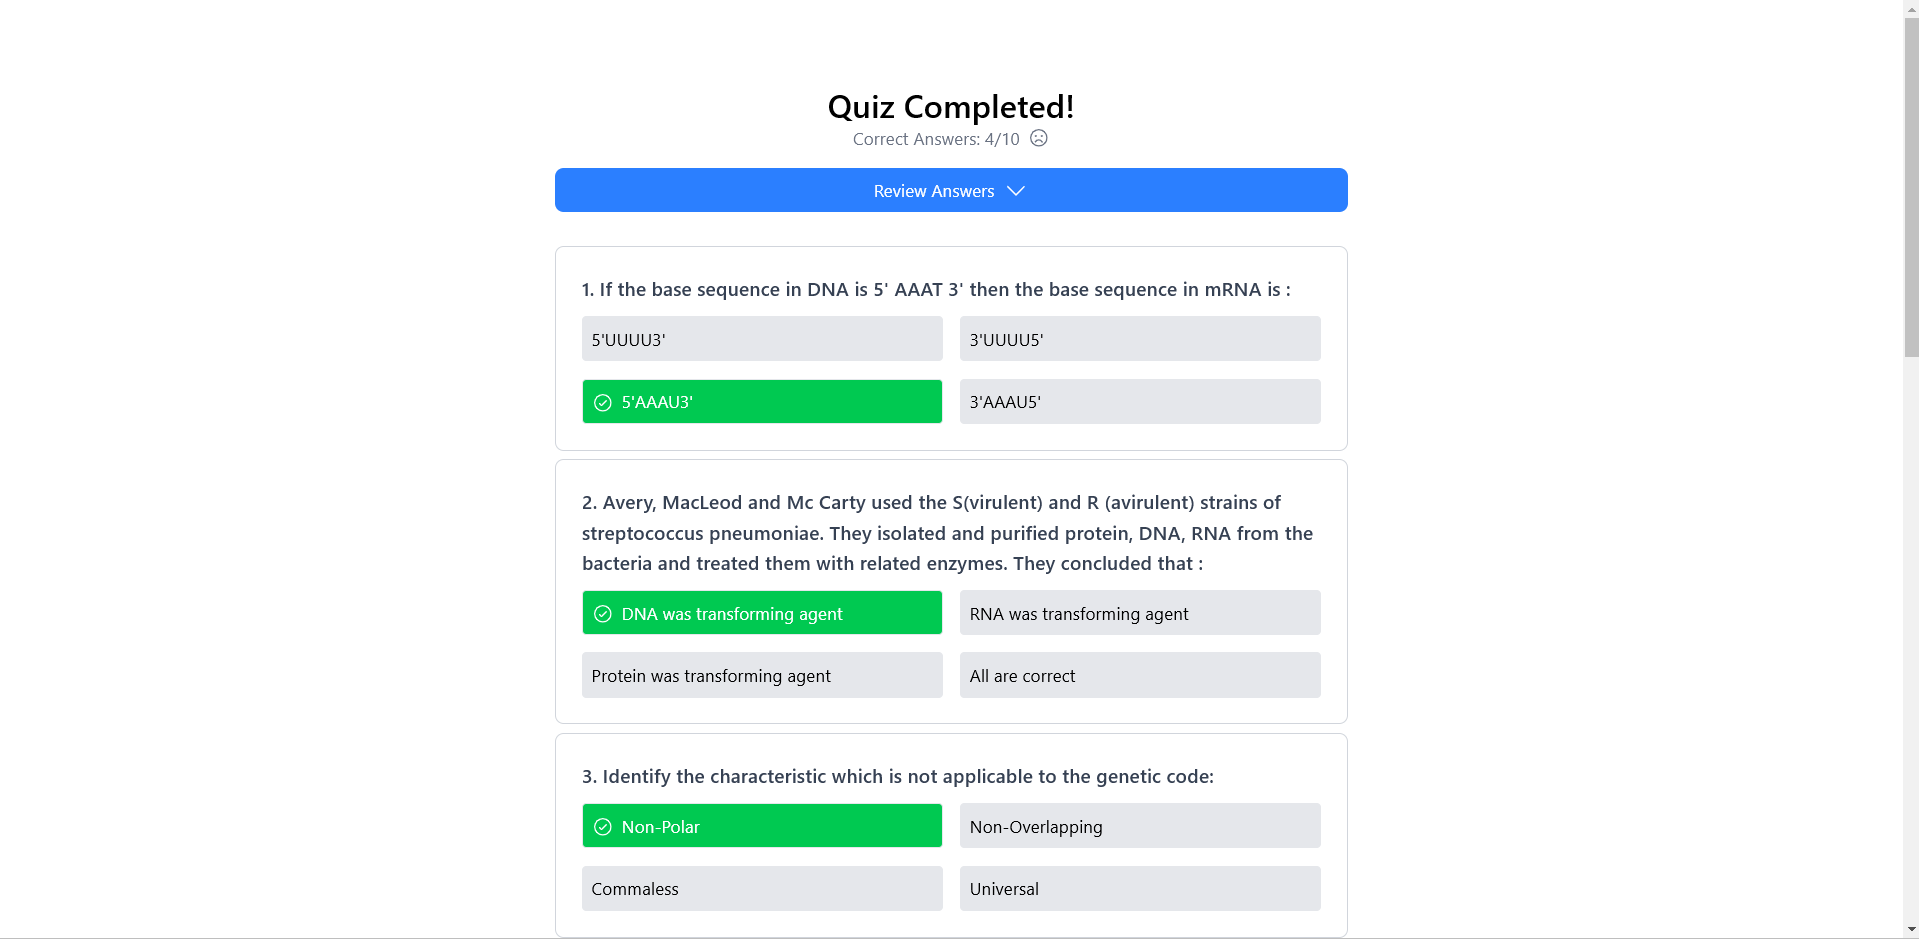 Quiz Completed!
Correct Answers: 4/10
Review Answers
1. If the base sequence in DNA is 5' AAAT 3' then the base sequence in mRNA is :
5'UUUU3'
3'UUUU5'
5'AAAU3'
3'AAAU5'
2. Avery, MacLeod and Mc Carty used the S(virulent) and R (avirulent) strains of
streptococcus pneumoniae. They isolated and purified protein, DNA, RNA from the
bacteria and treated them with related enzymes. They concluded that :
DNA was transforming agent
RNA was transforming agent
Protein was transforming agent
All are correct
3. Identify the characteristic which is not applicable to the genetic code:
Non-Polar
Non-Overlapping
Commaless
Universal